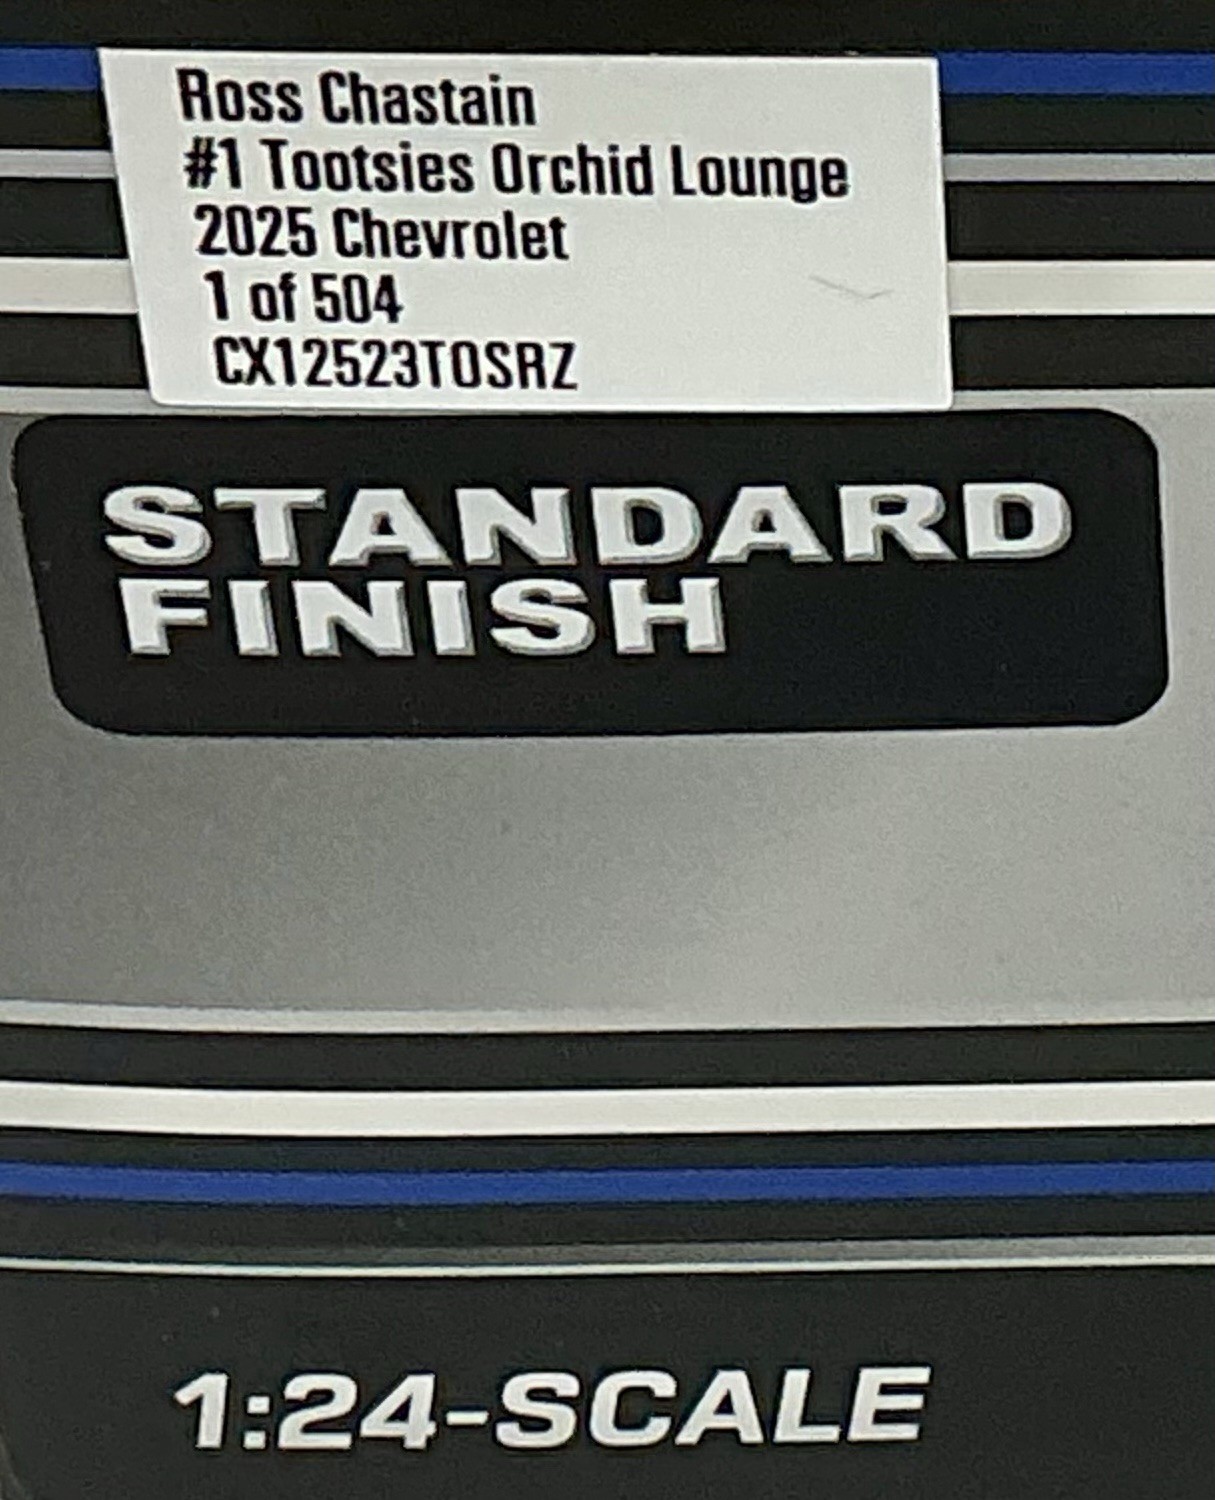 Ross Chastain
#1 Tootsies Orchid Lounge
2025 Chevrolet
1 of 504
CX12523TOSRZ
STANDARD
FINISH
1:24-SCALE